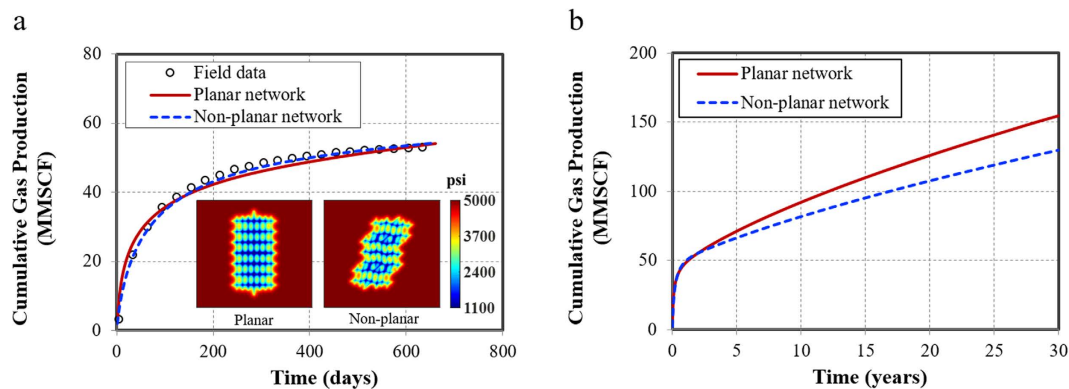 a
Cumulative Gas Production
(MMSCF)
80
60
40
20
0
Field data
Planar network
Non-planar network
psi
5000
3700
2400
1100
Planar
Non-planar
0
200
400
600
800
Time (days)
b
Cumulative Gas Production
(MMSCF)
200
150
100
50
0
Planar network
Non-planar network
0
5
10
15
20
25
30
Time (years)